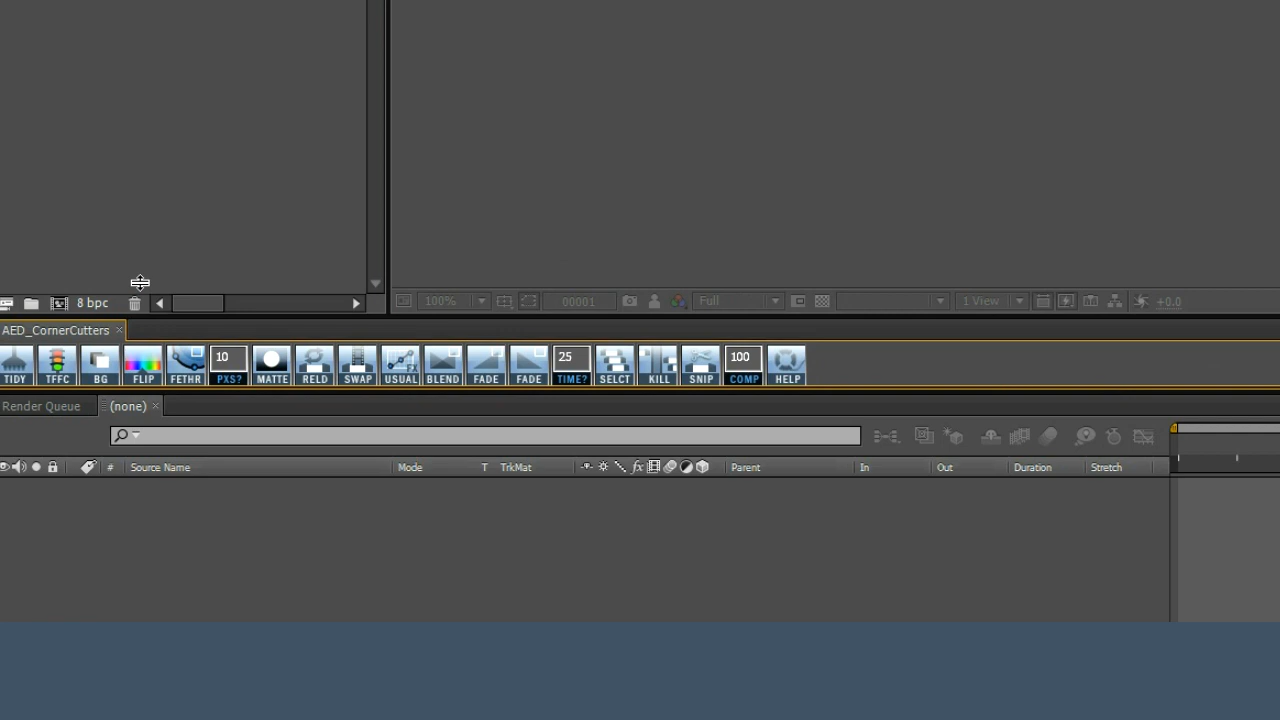 8 bpc 100% 00001 Full 1 View +0.0
AED_CornerCutters
10 25 100
TIDY TFFC BG FLIP FETHR PXS? MATTE RELD SWAP USUAL BLEND FADE FADE TIME? SELCT KILL SNIP COMP HELP
Render Queue (none)
# Source Name Mode T TrkMat fx Parent In Out Duration Stretch